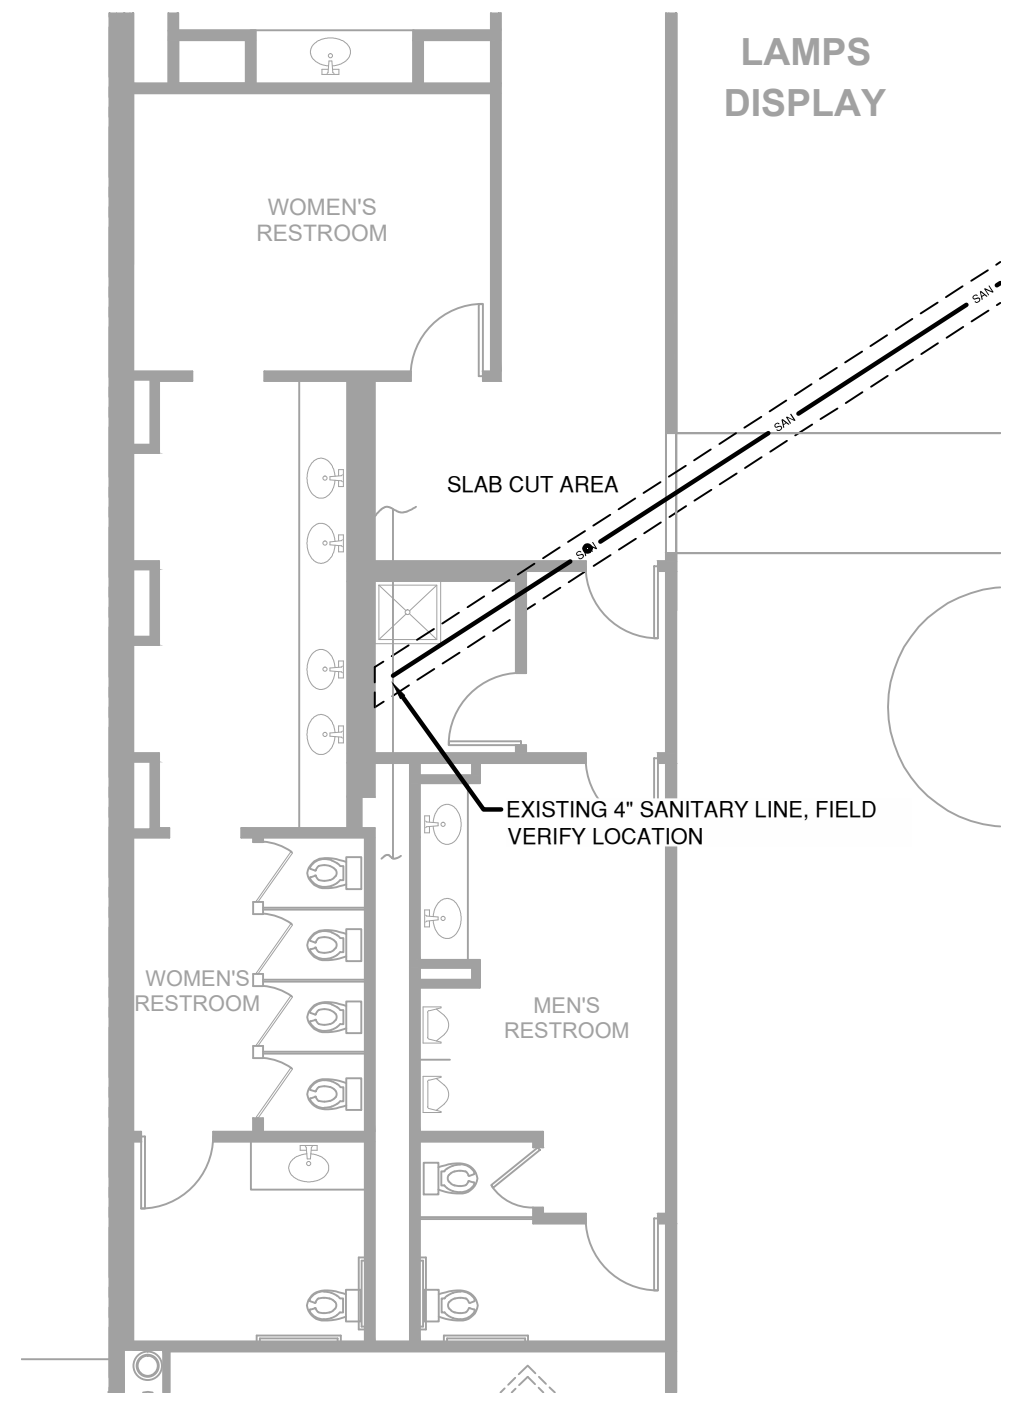 LAMPS
DISPLAY
WOMEN'S
RESTROOM
SAN
SAN
SLAB CUT AREA
SAN
EXISTING 4" SANITARY LINE, FIELD
VERIFY LOCATION
WOMEN'S
RESTROOM
MEN'S
RESTROOM